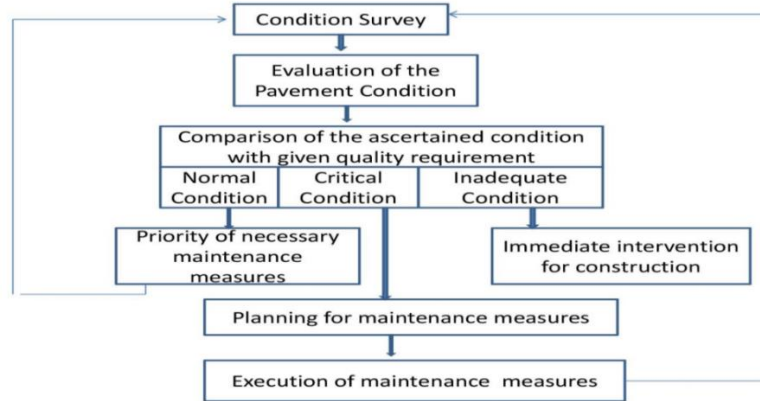 Condition Survey
Evaluation of the
Pavement Condition
Comparison of the ascertained condition
with given quality requirement
Normal
Condition
Critical
Condition
Inadequate
Condition
Priority of necessary
maintenance
measures
Immediate intervention
for construction
Planning for maintenance measures
Execution of maintenance measures